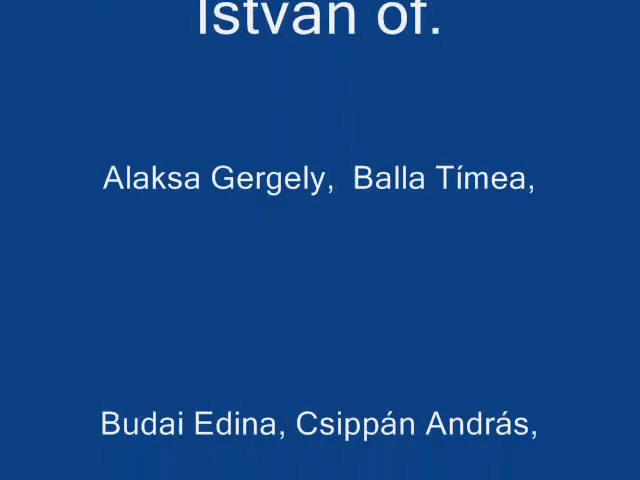 István of.
Alaksa Gergely, Balla Tímea,
Budai Edina, Csippán András,